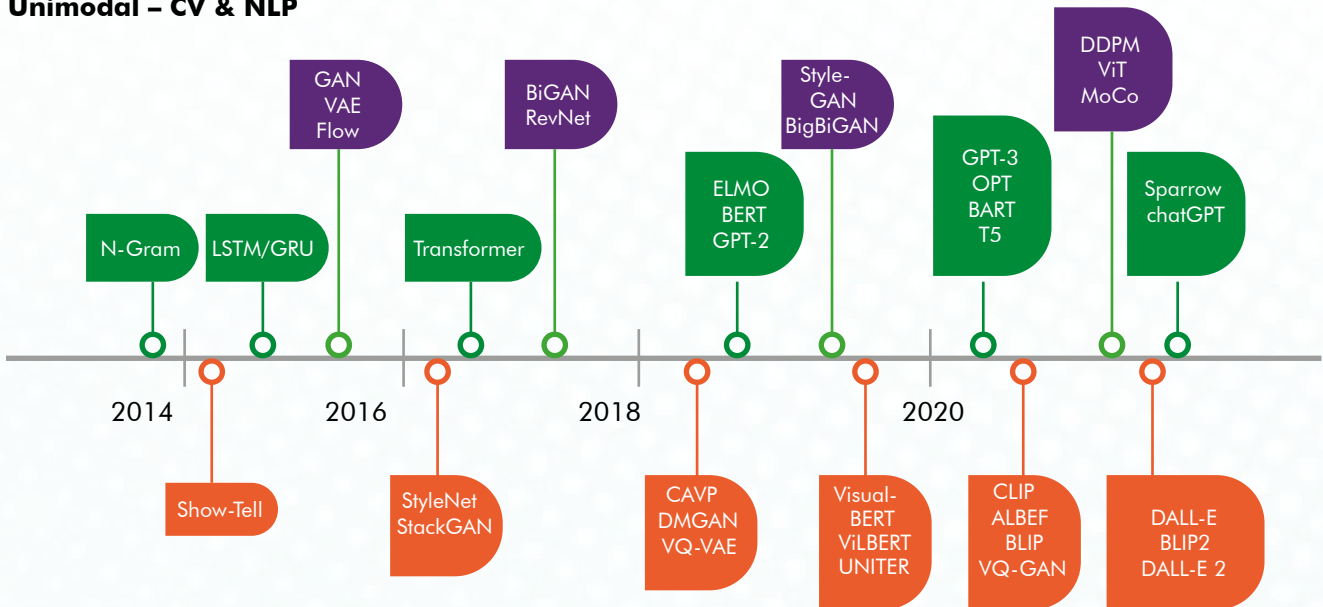 Unimodal – CV & NLP
GAN
VAE
Flow
BiGAN
RevNet
Style-
GAN
BigBiGAN
DDPM
ViT
MoCo
N-Gram
LSTM/GRU
Transformer
ELMO
BERT
GPT-2
GPT-3
OPT
BART
T5
Sparrow
chatGPT
2014
2016
2018
2020
Show-Tell
StyleNet
StackGAN
CAVP
DMGAN
VQ-VAE
Visual-
BERT
ViLBERT
UNITER
CLIP
ALBEF
BLIP
VQ-GAN
DALL-E
BLIP2
DALL-E 2